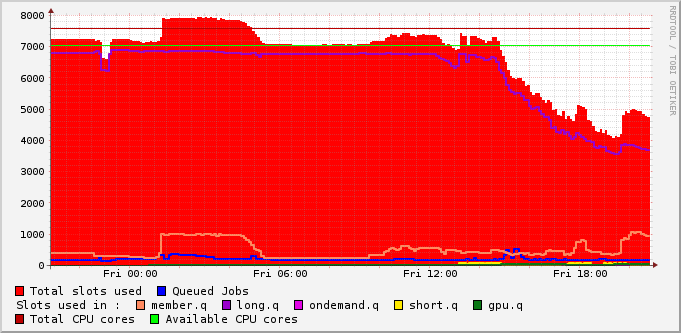 8000
7000
6000
5000
4000
3000
2000
1000
0
Fri 00:00 Fri 06:00 Fri 12:00 Fri 18:00
RRDTOOL / TOBI OETIKER
Total slots used Queued Jobs
Slots used in : member.q long.q ondemand.q short.q gpu.q
Total CPU cores Available CPU cores